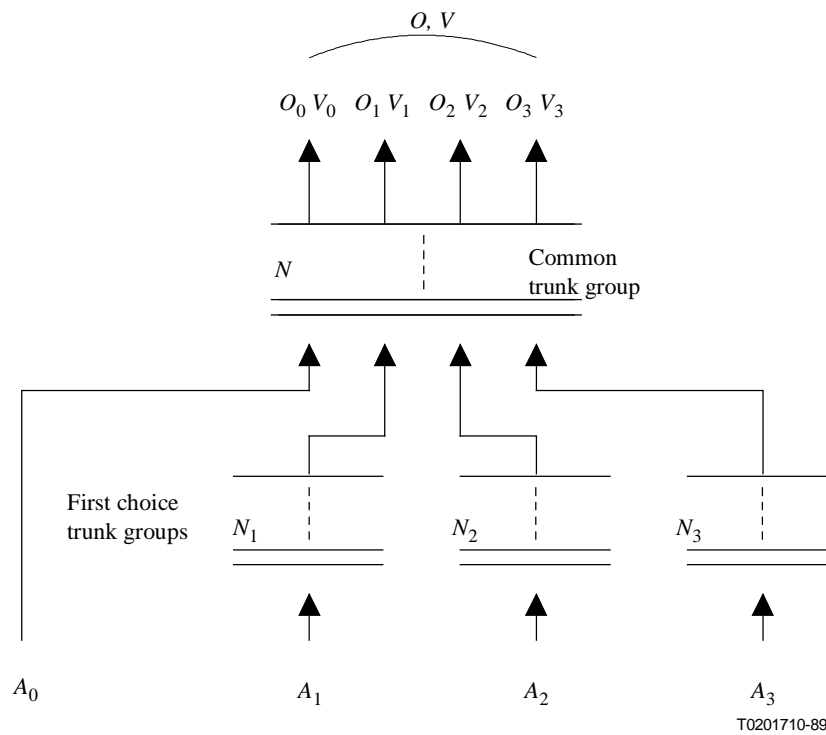 O, V
O₀ V₀ O₁ V₁ O₂ V₂ O₃ V₃
N
Common
trunk group
First choice
trunk groups
N₁ N₂ N₃
A₀ A₁ A₂ A₃
T0201710-89